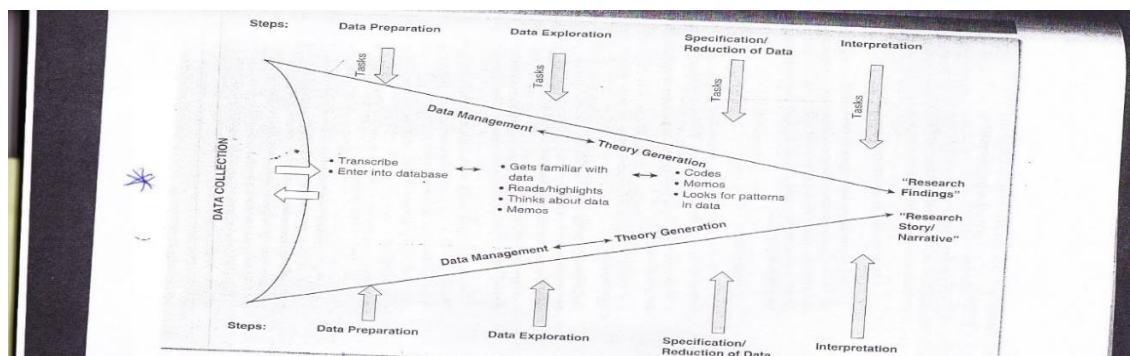 Steps:
Data Preparation
Data Exploration
Specification/
Reduction of Data
Interpretation
Tasks
Tasks
Tasks
Tasks
Data Management
Theory Generation
DATA COLLECTION
• Transcribe
• Enter into database
• Gets familiar with
data
• Reads/highlights
• Thinks about data
• Memos
• Codes
• Memos
• Looks for patterns
in data
"Research
Findings"
"Research
Story/
Narrative"
Data Management
Theory Generation
Steps:
Data Preparation
Data Exploration
Specification/
Reduction of Data
Interpretation